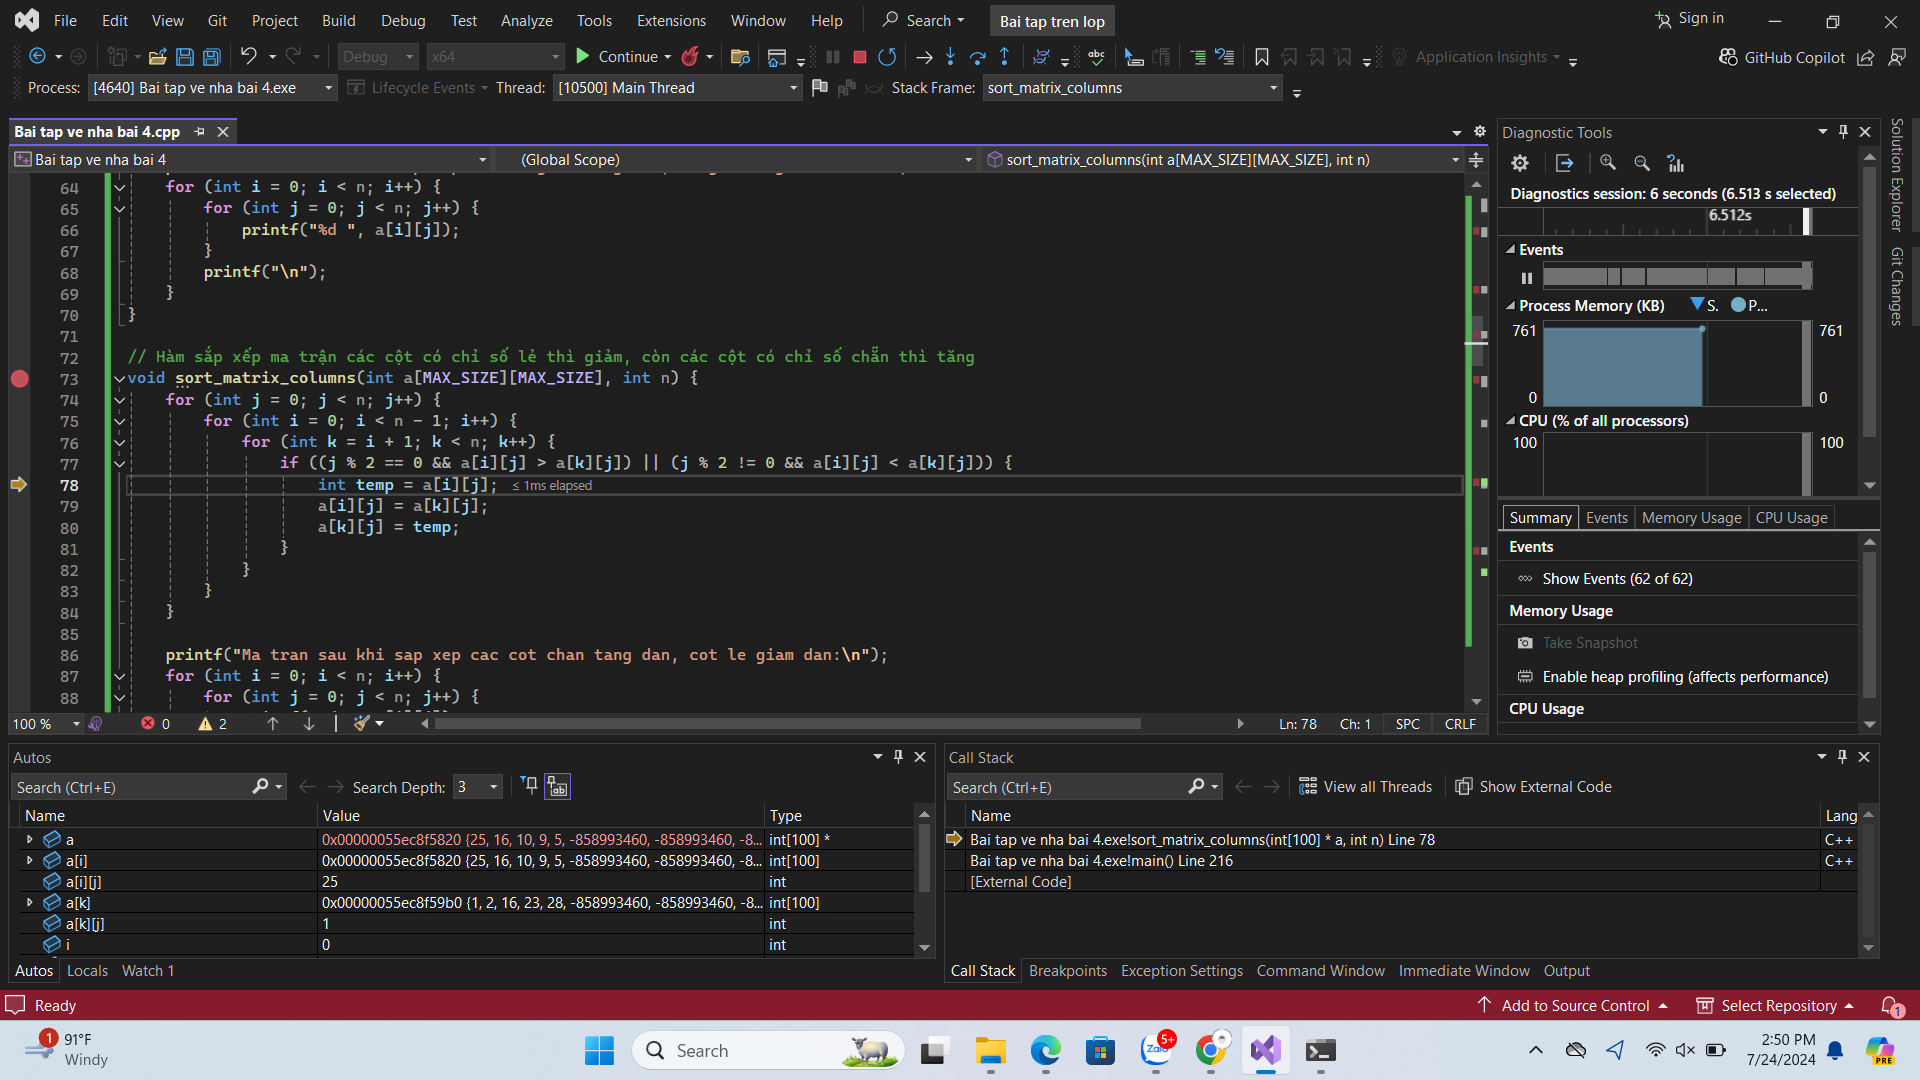 File Edit View Git Project Build Debug Test Analyze Tools Extensions Window Help Search Bai tap tren lop Sign in
Debug x64 Continue Application Insights GitHub Copilot
Process: [4640] Bai tap ve nha bai 4.exe Lifecycle Events Thread: [10500] Main Thread Stack Frame: sort_matrix_columns
Bai tap ve nha bai 4.cpp
Bai tap ve nha bai 4 (Global Scope) sort_matrix_columns(int a[MAX_SIZE][MAX_SIZE], int n)
64 for (int i = 0; i < n; i++) {
65 for (int j = 0; j < n; j++) {
66 printf("%d ", a[i][j]);
67 }
68 printf("\n");
69 }
70 }
71
72 // Hàm sắp xếp ma trận các cột có chỉ số lẻ thì giảm, còn các cột có chỉ số chẵn thì tăng
73 void sort_matrix_columns(int a[MAX_SIZE][MAX_SIZE], int n) {
74 for (int j = 0; j < n; j++) {
75 for (int i = 0; i < n - 1; i++) {
76 for (int k = i + 1; k < n; k++) {
77 if ((j % 2 == 0 && a[i][j] > a[k][j]) || (j % 2 != 0 && a[i][j] < a[k][j])) {
78 int temp = a[i][j]; ≤ 1ms elapsed
79 a[i][j] = a[k][j];
80 a[k][j] = temp;
81 }
82 }
83 }
84 }
85
86 printf("Ma tran sau khi sap xep cac cot chan tang dan, cot le giam dan:\n");
87 for (int i = 0; i < n; i++) {
88 for (int j = 0; j < n; j++) {
100 % 0 2 Ln: 78 Ch: 1 SPC CRLF
Diagnostic Tools
Diagnostics session: 6 seconds (6.513 s selected)
6.512s
Events
Process Memory (KB) S. P...
761 761
0 0
CPU (% of all processors)
100 100
Summary Events Memory Usage CPU Usage
Events
Show Events (62 of 62)
Memory Usage
Take Snapshot
Enable heap profiling (affects performance)
CPU Usage
Solution Explorer
Git Changes
Autos
Search (Ctrl+E) Search Depth: 3
Name Value Type
a 0x00000055ec8f5820 {25, 16, 10, 9, 5, -858993460, -858993460, -8... int[100] *
a[i] 0x00000055ec8f5820 {25, 16, 10, 9, 5, -858993460, -858993460, -8... int[100]
a[i][j] 25 int
a[k] 0x00000055ec8f59b0 {1, 2, 16, 23, 28, -858993460, -858993460, -8... int[100]
a[k][j] 1 int
i 0 int
Autos Locals Watch 1
Call Stack
Search (Ctrl+E) View all Threads Show External Code
Name Lang
Bai tap ve nha bai 4.exe!sort_matrix_columns(int[100] * a, int n) Line 78 C++
Bai tap ve nha bai 4.exe!main() Line 216 C++
[External Code]
Call Stack Breakpoints Exception Settings Command Window Immediate Window Output
Ready Add to Source Control Select Repository 1
1 91°F
Windy
Search
Zalo 5+
PRE
2:50 PM
7/24/2024